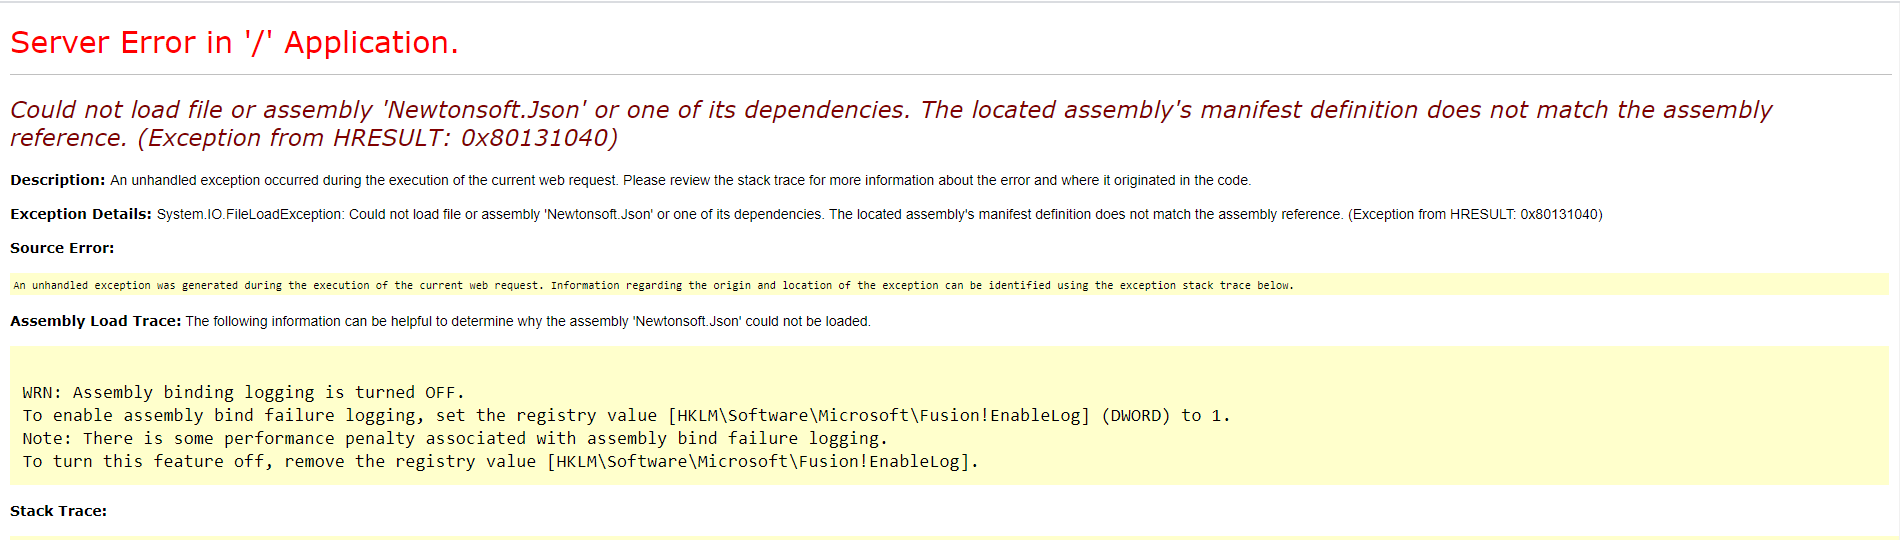 Server Error in '/' Application.
Could not load file or assembly 'Newtonsoft.Json' or one of its dependencies. The located assembly's manifest definition does not match the assembly
reference. (Exception from HRESULT: 0x80131040)
Description: An unhandled exception occurred during the execution of the current web request. Please review the stack trace for more information about the error and where it originated in the code.
Exception Details: System.IO.FileLoadException: Could not load file or assembly 'Newtonsoft.Json' or one of its dependencies. The located assembly's manifest definition does not match the assembly reference. (Exception from HRESULT: 0x80131040)
Source Error:
An unhandled exception was generated during the execution of the current web request. Information regarding the origin and location of the exception can be identified using the exception stack trace below.
Assembly Load Trace: The following information can be helpful to determine why the assembly 'Newtonsoft.Json' could not be loaded.
WRN: Assembly binding logging is turned OFF.
To enable assembly bind failure logging, set the registry value [HKLM\Software\Microsoft\Fusion!EnableLog] (DWORD) to 1.
Note: There is some performance penalty associated with assembly bind failure logging.
To turn this feature off, remove the registry value [HKLM\Software\Microsoft\Fusion!EnableLog].
Stack Trace: